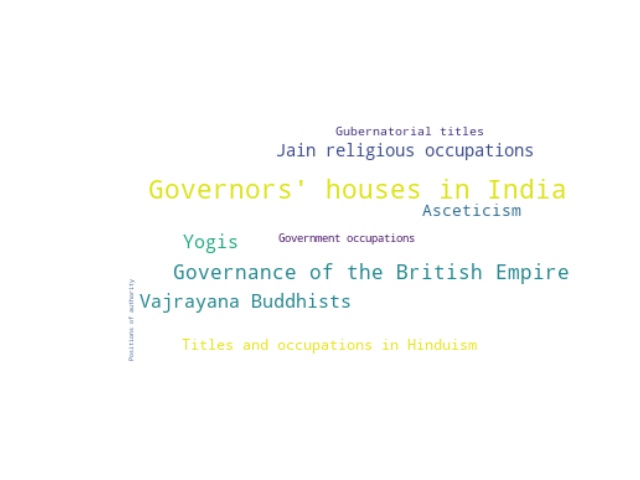 Gubernatorial titles
Jain religious occupations
Governors' houses in India
Asceticism
Yogis
Government occupations
Governance of the British Empire
Vajrayana Buddhists
Positions of authority
Titles and occupations in Hinduism